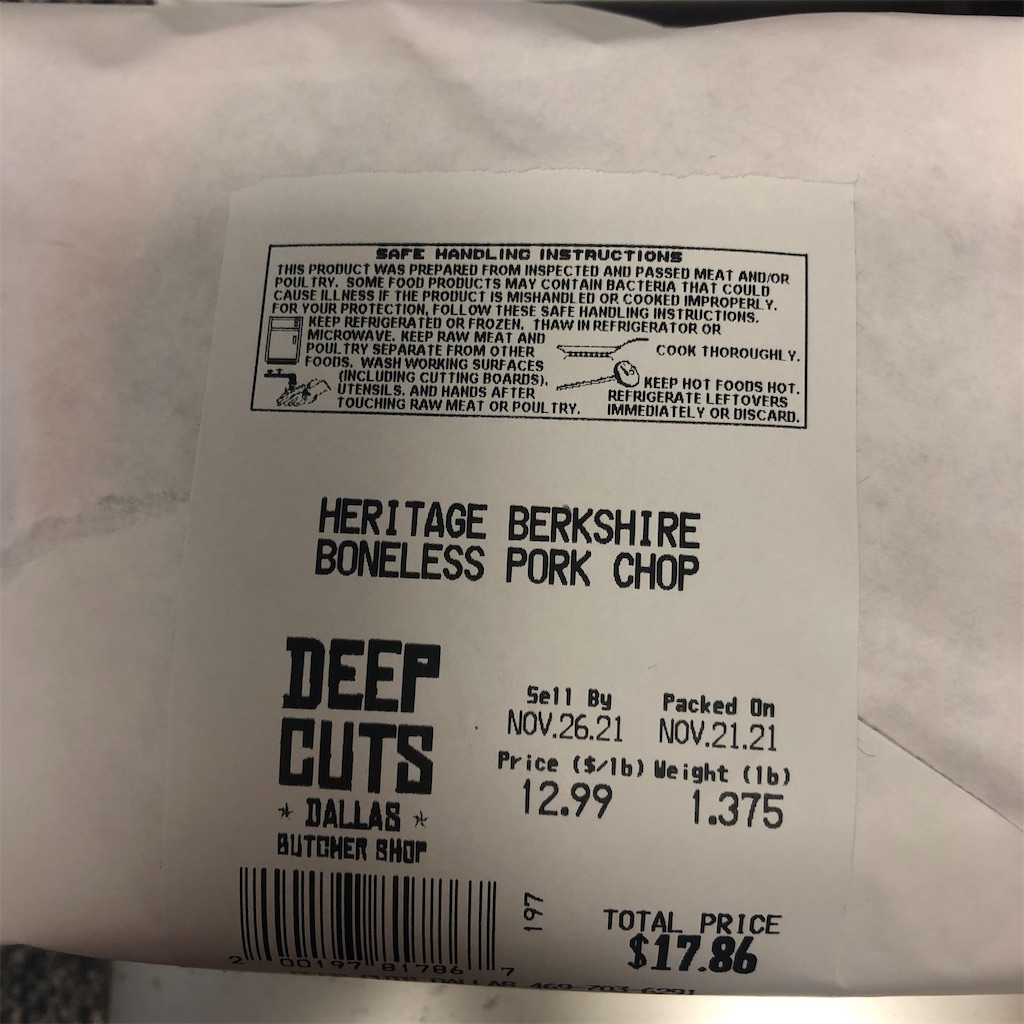 SAFE HANDLING INSTRUCTIONS
THIS PRODUCT WAS PREPARED FROM INSPECTED AND PASSED MEAT AND/OR
POULTRY. SOME FOOD PRODUCTS MAY CONTAIN BACTERIA THAT COULD
CAUSE ILLNESS IF THE PRODUCT IS MISHANDLED OR COOKED IMPROPERLY.
FOR YOUR PROTECTION, FOLLOW THESE SAFE HANDLING INSTRUCTIONS.
KEEP REFRIGERATED OR FROZEN. THAW IN REFRIGERATOR OR
MICROWAVE. KEEP RAW MEAT AND
POULTRY SEPARATE FROM OTHER
FOODS. WASH WORKING SURFACES
(INCLUDING CUTTING BOARDS),
UTENSILS, AND HANDS AFTER
TOUCHING RAW MEAT OR POULTRY.
COOK THOROUGHLY.
KEEP HOT FOODS HOT.
REFRIGERATE LEFTOVERS
IMMEDIATELY OR DISCARD.
HERITAGE BERKSHIRE
BONELESS PORK CHOP
DEEP
CUTS
DALLAS
BUTCHER SHOP
Sell By Packed On
NOV.26.21 NOV.21.21
Price ($/lb) Weight (lb)
12.99 1.375
197
TOTAL PRICE
$17.86
2 00197 81786 7
DALLAS 469-703-6291